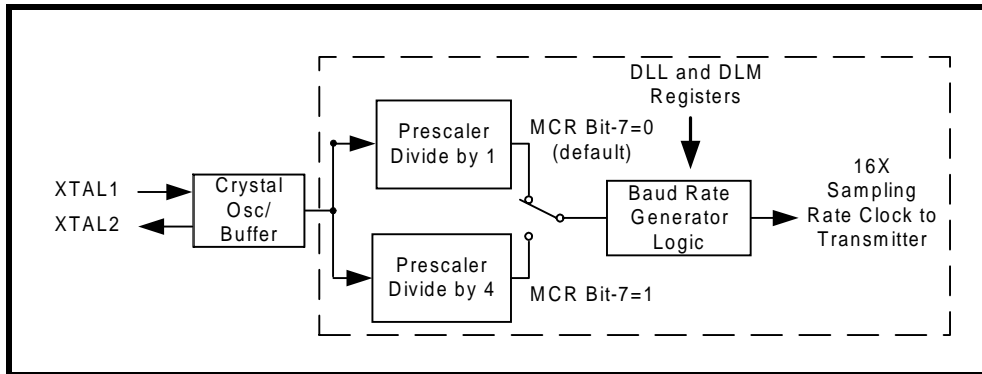 DLL and DLM
Registers
Prescaler
Divide by 1
MCR Bit-7=0
(default)
XTAL1
XTAL2
Crystal
Osc/
Buffer
Baud Rate
Generator
Logic
16X
Sampling
Rate Clock to
Transmitter
Prescaler
Divide by 4
MCR Bit-7=1